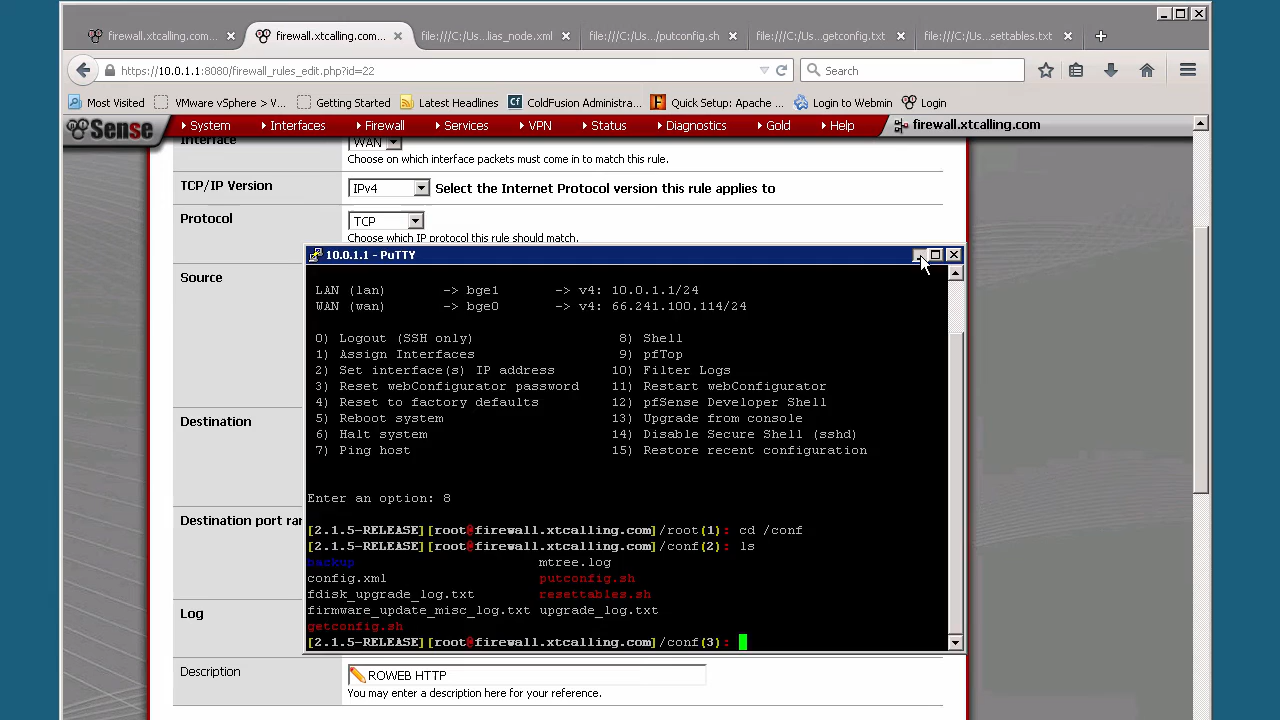 firewall.xtcalling.com...
firewall.xtcalling.com...
file:///C:/Us...lias_node.xml
file:///C:/Us.../putconfig.sh
file:///C:/Us...getconfig.txt
file:///C:/Us...settables.txt
https://10.0.1.1:8080/firewall_rules_edit.php?id=22
Search
Most Visited
VMware vSphere > V...
Getting Started
Latest Headlines
Cf ColdFusion Administra...
Quick Setup: Apache ...
Login to Webmin
Login
Sense
System
Interfaces
Firewall
Services
VPN
Status
Diagnostics
Gold
Help
firewall.xtcalling.com
Interface
WAN
Choose on which interface packets must come in to match this rule.
TCP/IP Version
IPv4
Select the Internet Protocol version this rule applies to
Protocol
TCP
Choose which IP protocol this rule should match.
10.0.1.1 - PuTTY
Source
LAN (lan) -> bge1 -> v4: 10.0.1.1/24
WAN (wan) -> bge0 -> v4: 66.241.100.114/24
0) Logout (SSH only) 8) Shell
1) Assign Interfaces 9) pfTop
2) Set interface(s) IP address 10) Filter Logs
3) Reset webConfigurator password 11) Restart webConfigurator
4) Reset to factory defaults 12) pfSense Developer Shell
5) Reboot system 13) Upgrade from console
6) Halt system 14) Disable Secure Shell (sshd)
7) Ping host 15) Restore recent configuration
Destination
Enter an option: 8
Destination port ran
[2.1.5-RELEASE][root@firewall.xtcalling.com]/root(1): cd /conf
[2.1.5-RELEASE][root@firewall.xtcalling.com]/conf(2): ls
backup mtree.log
config.xml putconfig.sh
fdisk_upgrade_log.txt resettables.sh
firmware_update_misc_log.txt upgrade_log.txt
getconfig.sh
[2.1.5-RELEASE][root@firewall.xtcalling.com]/conf(3):
Log
Description
ROWEB HTTP
You may enter a description here for your reference.